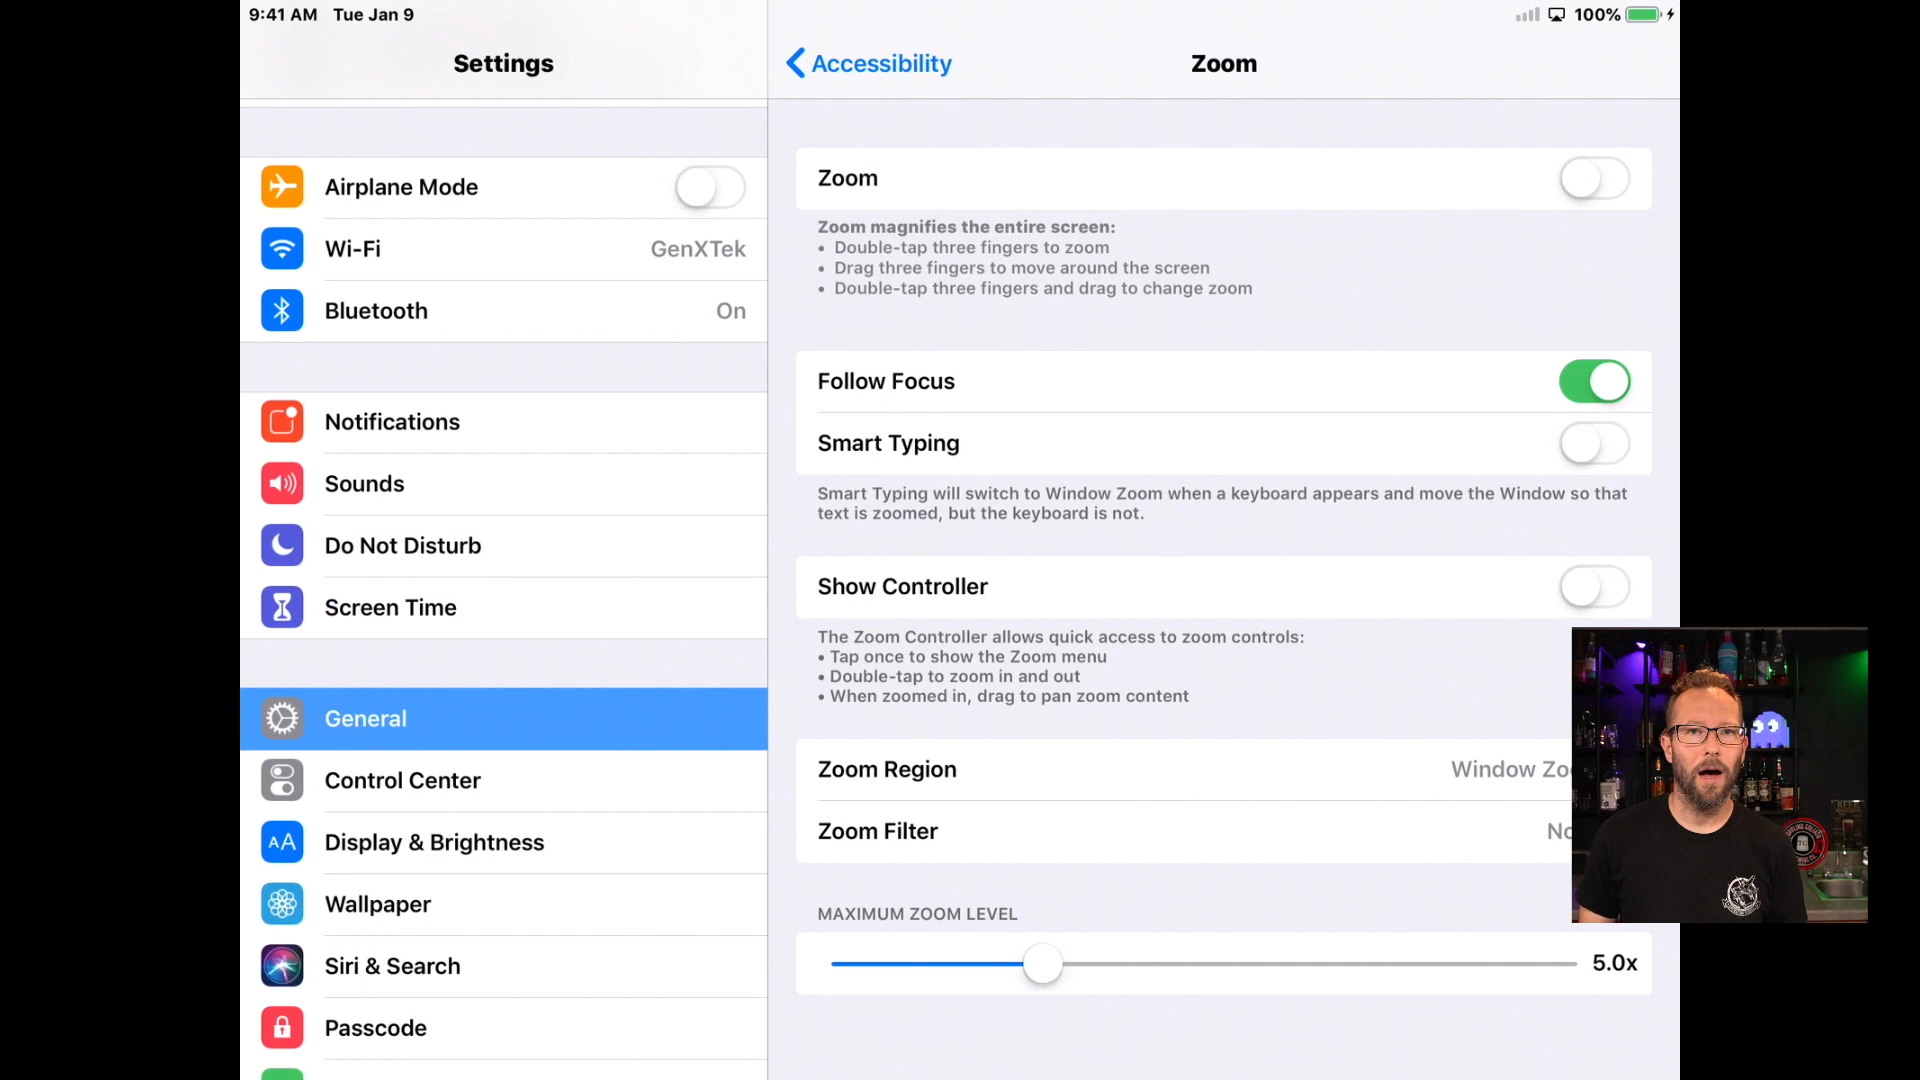 9:41 AM Tue Jan 9
100%
Settings
Accessibility
Zoom
Airplane Mode
Wi-Fi GenXTek
Bluetooth On
Notifications
Sounds
Do Not Disturb
Screen Time
General
Control Center
Display & Brightness
Wallpaper
Siri & Search
Passcode
Zoom
Zoom magnifies the entire screen:
• Double-tap three fingers to zoom
• Drag three fingers to move around the screen
• Double-tap three fingers and drag to change zoom
Follow Focus
Smart Typing
Smart Typing will switch to Window Zoom when a keyboard appears and move the Window so that
text is zoomed, but the keyboard is not.
Show Controller
The Zoom Controller allows quick access to zoom controls:
• Tap once to show the Zoom menu
• Double-tap to zoom in and out
• When zoomed in, drag to pan zoom content
Zoom Region Window
Zoom Filter
MAXIMUM ZOOM LEVEL
5.0x